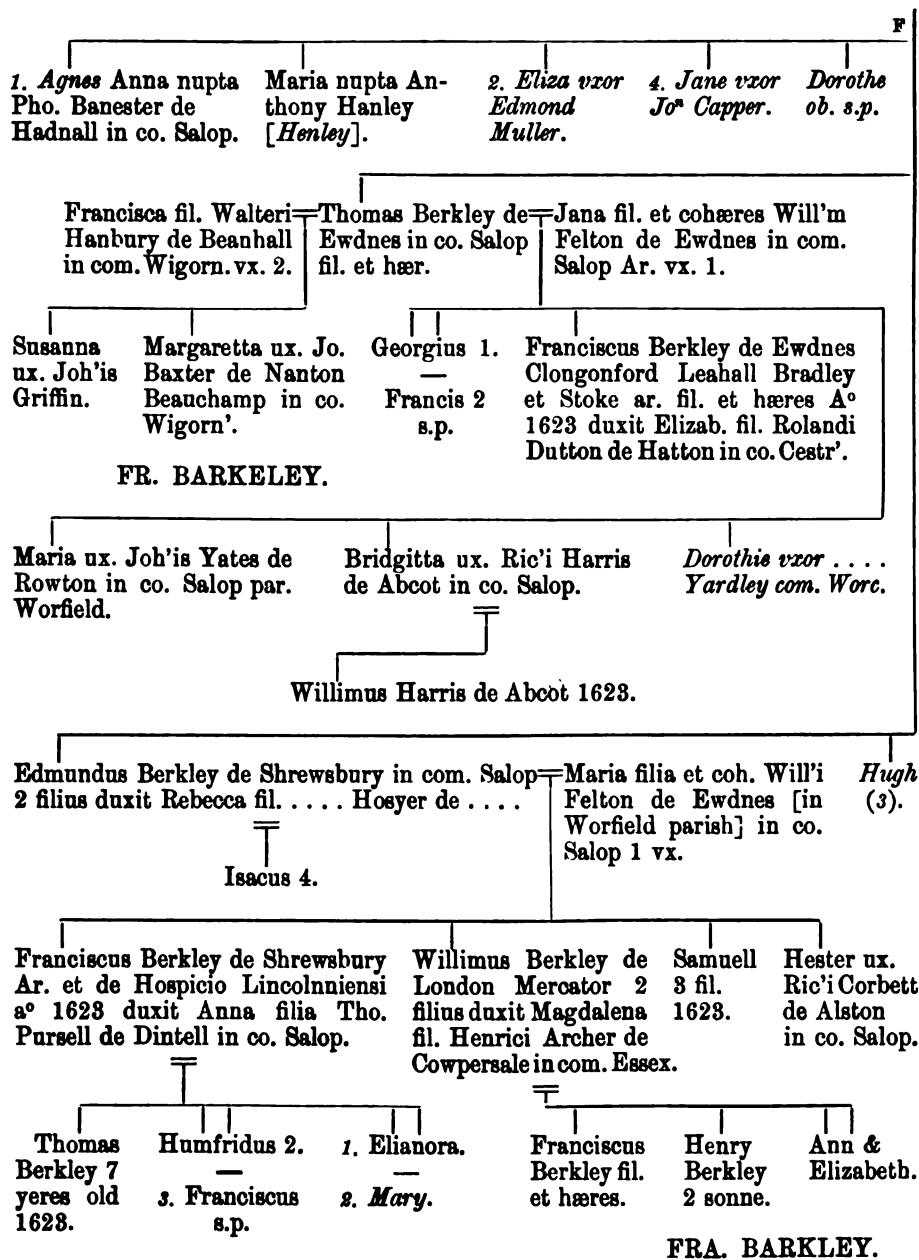 F
1. Agnes Anna nupta
Pho. Banester de
Hadnall in co. Salop.
Maria nupta An-
thony Hanley
[Henley].
2. Eliza vxor
Edmond
Muller.
4. Jane vxor
Joⁿ Capper.
Dorothe
ob. s.p.
Francisca fil. Walteri
Hanbury de Beanhall
in com. Wigorn. vx. 2.
Thomas Berkley de
Ewdnes in co. Salop
fil. et hær.
Jana fil. et cohæres Will'm
Felton de Ewdnes in com.
Salop Ar. vx. 1.
Susanna
ux. Joh'is
Griffin.
Margaretta ux. Jo.
Baxter de Nanton
Beauchamp in co.
Wigorn'.
Georgius 1.
—
Francis 2
s.p.
Franciscus Berkley de Ewdnes
Clongonford Leahall Bradley
et Stoke ar. fil. et hæres Aº
1623 duxit Elizab. fil. Rolandi
Dutton de Hatton in co. Cestr'.
FR. BARKELEY.
Maria ux. Joh'is Yates de
Rowton in co. Salop par.
Worfield.
Bridgitta ux. Ric'i Harris
de Abcot in co. Salop.
Dorothie vxor . . . .
Yardley com. Worc.
Willimus Harris de Abcot 1623.
Edmundus Berkley de Shrewsbury in com. Salop
2 filius duxit Rebecca fil. . . . . Hosyer de . . . .
Maria filia et coh. Will'i
Felton de Ewdnes [in
Worfield parish] in co.
Salop 1 vx.
Hugh
(3).
Isacus 4.
Franciscus Berkley de Shrewsbury
Ar. et de Hospicio Lincolnniensi
aº 1623 duxit Anna filia Tho.
Pursell de Dintell in co. Salop.
Willimus Berkley de
London Mercator 2
filius duxit Magdalena
fil. Henrici Archer de
Cowpersale in com. Essex.
Samuell
3 fil.
1623.
Hester ux.
Ric'i Corbett
de Alston
in co. Salop.
Thomas
Berkley 7
yeres old
1623.
Humfridus 2.
—
3. Franciscus
s.p.
1. Elianora.
—
2. Mary.
Franciscus
Berkley fil.
et hæres.
Henry
Berkley
2 sonne.
Ann &
Elizabeth.
FRA. BARKLEY.